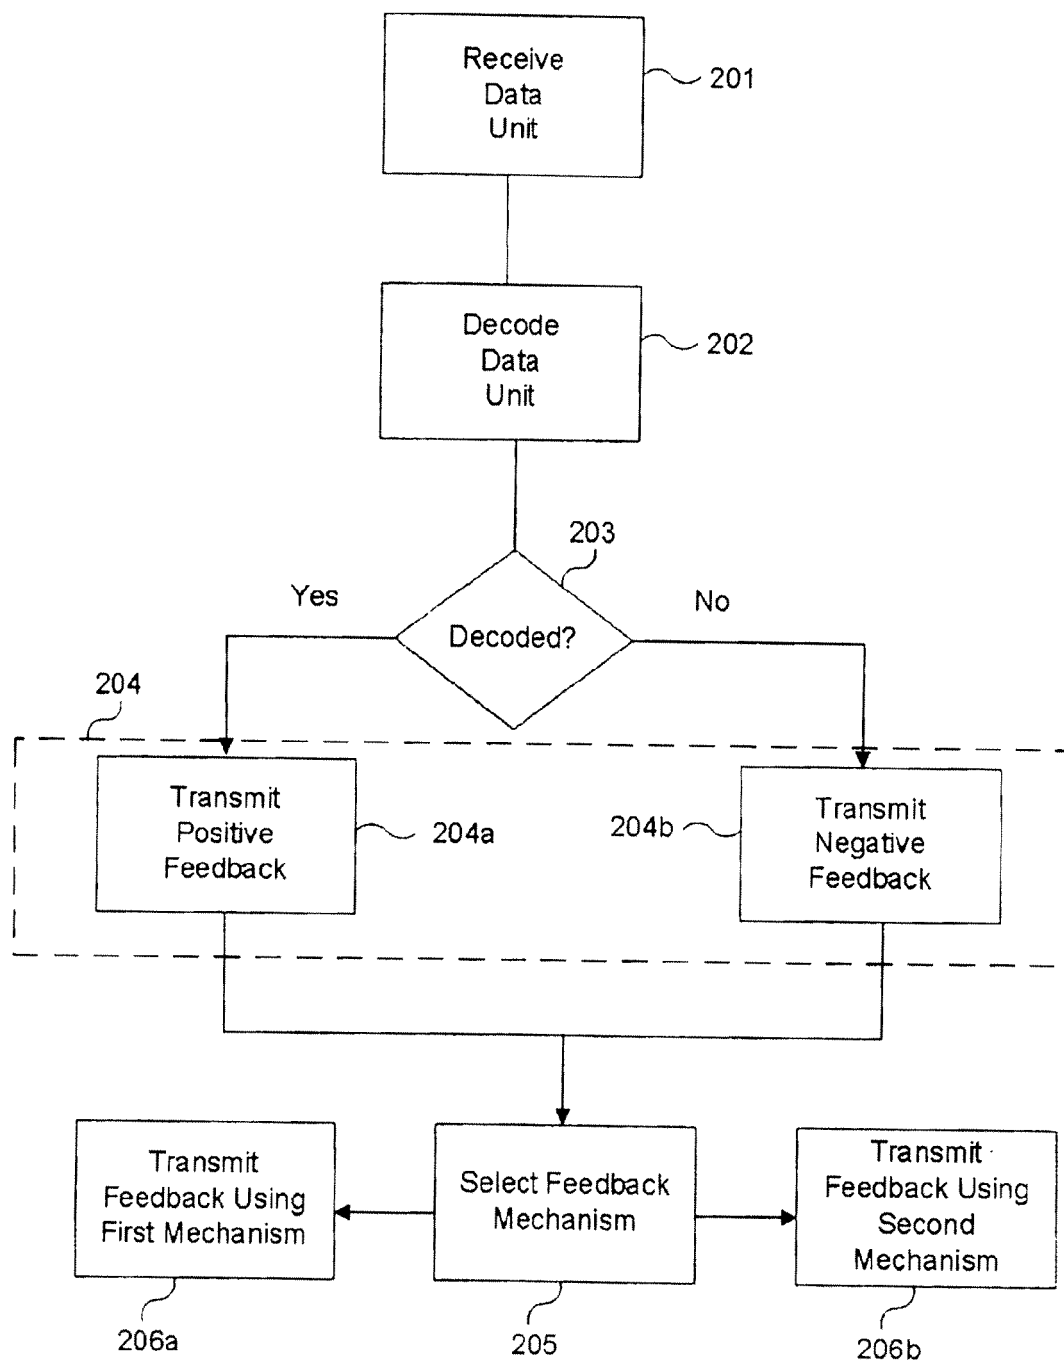 Receive
Data
Unit
201
Decode
Data
Unit
202
203
Yes
No
Decoded?
204
Transmit
Positive
Feedback
204a
204b
Transmit
Negative
Feedback
Transmit
Feedback Using
First Mechanism
Select Feedback
Mechanism
Transmit
Feedback Using
Second
Mechanism
206a
205
206b